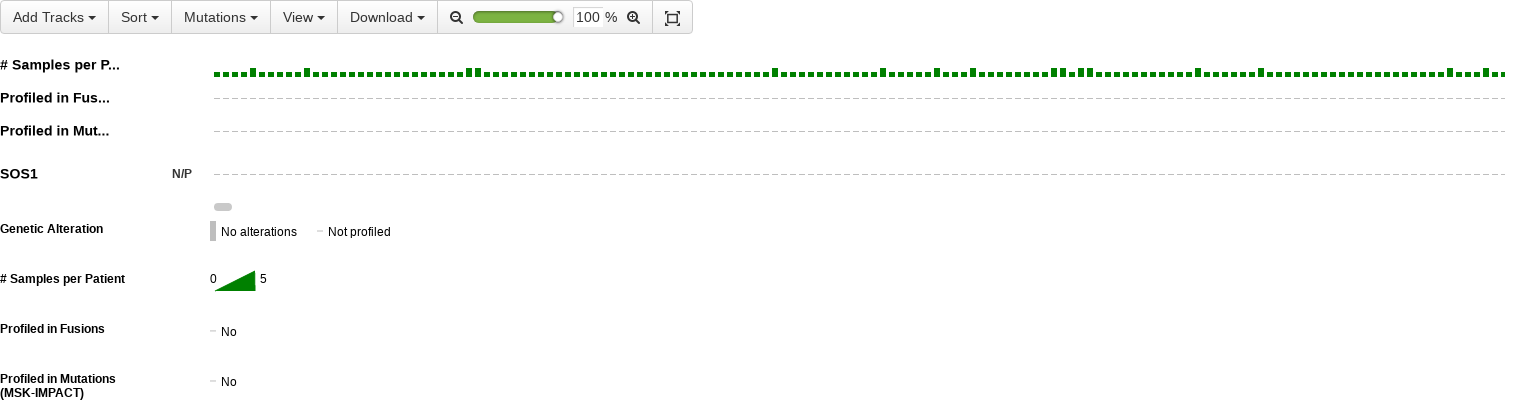 Add Tracks Sort Mutations View Download 100 %
# Samples per P...
Profiled in Fus...
Profiled in Mut...
SOS1 N/P
Genetic Alteration No alterations Not profiled
# Samples per Patient 0 5
Profiled in Fusions No
Profiled in Mutations No
(MSK-IMPACT)